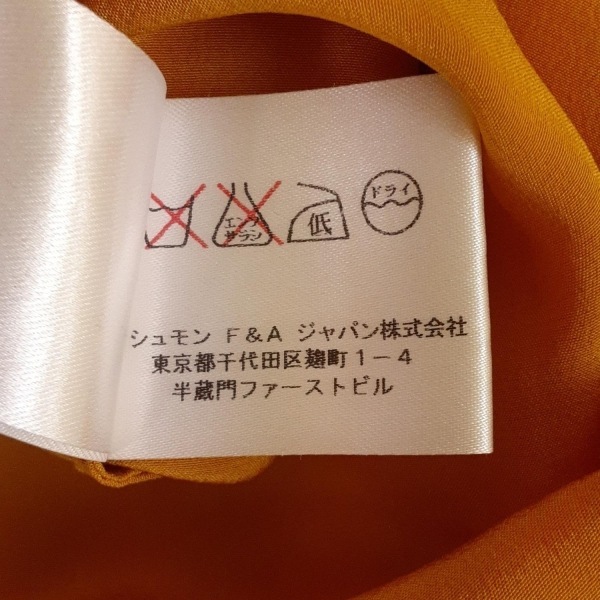 エンソ
サラシ
低
ドライ
シュモン F&A ジャパン株式会社
東京都千代田区麹町1-4
半蔵門ファーストビル